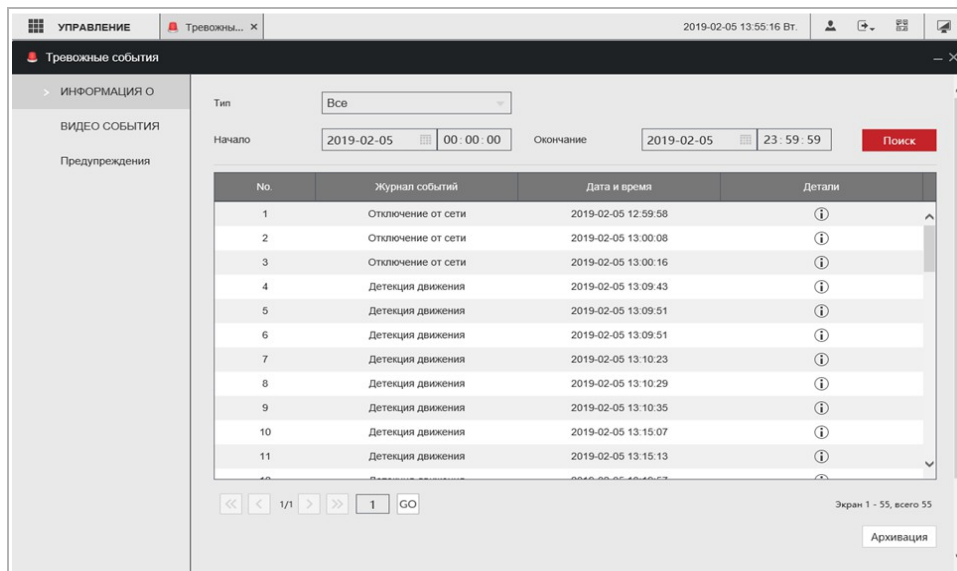 УПРАВЛЕНИЕ Тревожны... × 2019-02-05 13:55:16 Вт.
Тревожные события
ИНФОРМАЦИЯ О
ВИДЕО СОБЫТИЯ
Предупреждения
Тип Все
Начало 2019-02-05 00:00:00 Окончание 2019-02-05 23:59:59 Поиск
No. Журнал событий Дата и время Детали
1 Отключение от сети 2019-02-05 12:59:58
2 Отключение от сети 2019-02-05 13:00:08
3 Отключение от сети 2019-02-05 13:00:16
4 Детекция движения 2019-02-05 13:09:43
5 Детекция движения 2019-02-05 13:09:51
6 Детекция движения 2019-02-05 13:09:51
7 Детекция движения 2019-02-05 13:10:23
8 Детекция движения 2019-02-05 13:10:29
9 Детекция движения 2019-02-05 13:10:35
10 Детекция движения 2019-02-05 13:15:07
11 Детекция движения 2019-02-05 13:15:13
1/1 1 GO Экран 1 - 55, всего 55
Архивация